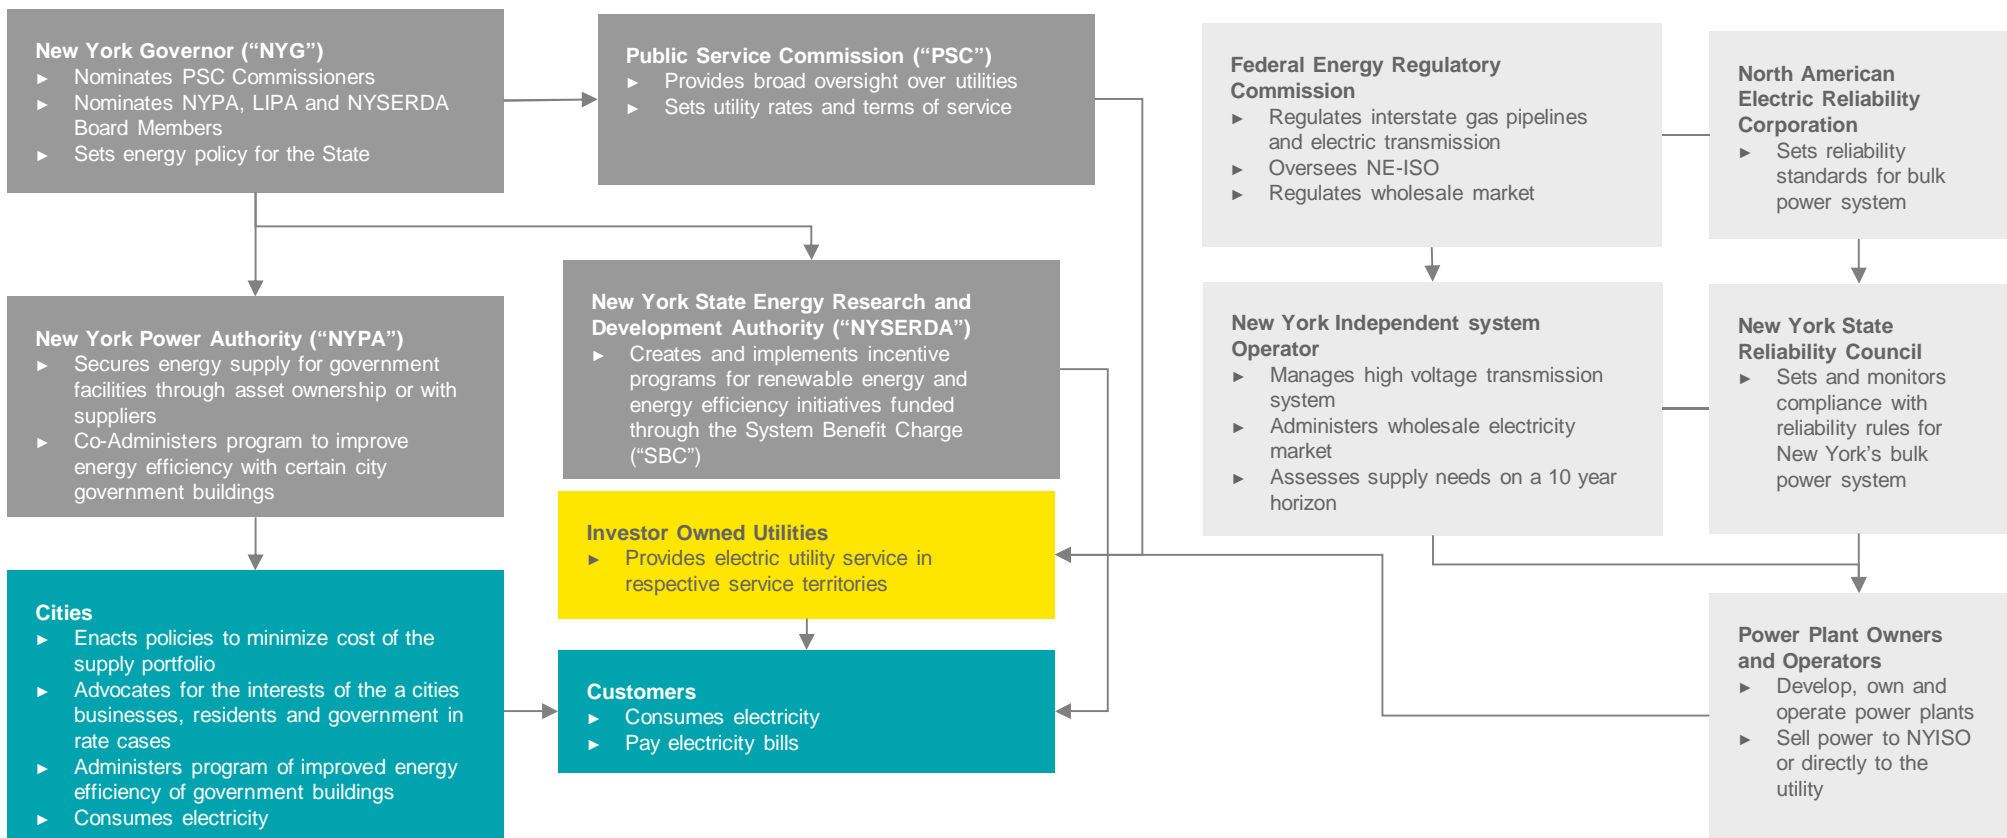 New York Governor (“NYG”)
► Nominates PSC Commissioners
► Nominates NYPA, LIPA and NYSERDA
Board Members
► Sets energy policy for the State
Public Service Commission (“PSC”)
► Provides broad oversight over utilities
► Sets utility rates and terms of service
Federal Energy Regulatory
Commission
► Regulates interstate gas pipelines
and electric transmission
► Oversees NE-ISO
► Regulates wholesale market
North American
Electric Reliability
Corporation
► Sets reliability
standards for bulk
power system
New York Power Authority (“NYPA”)
► Secures energy supply for government
facilities through asset ownership or with
suppliers
► Co-Administers program to improve
energy efficiency with certain city
government buildings
New York State Energy Research and
Development Authority (“NYSERDA”)
► Creates and implements incentive
programs for renewable energy and
energy efficiency initiatives funded
through the System Benefit Charge
(“SBC”)
New York Independent system
Operator
► Manages high voltage transmission
system
► Administers wholesale electricity
market
► Assesses supply needs on a 10 year
horizon
New York State
Reliability Council
► Sets and monitors
compliance with
reliability rules for
New York’s bulk
power system
Investor Owned Utilities
► Provides electric utility service in
respective service territories
Cities
► Enacts policies to minimize cost of the
supply portfolio
► Advocates for the interests of the a cities
businesses, residents and government in
rate cases
► Administers program of improved energy
efficiency of government buildings
► Consumes electricity
Customers
► Consumes electricity
► Pay electricity bills
Power Plant Owners
and Operators
► Develop, own and
operate power plants
► Sell power to NYISO
or directly to the
utility